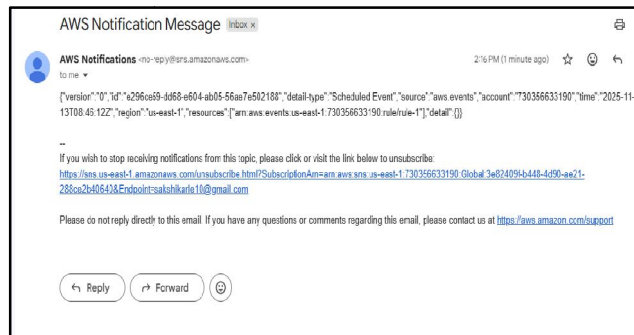 AWS Notification Message Inbox x
AWS Notifications <no-reply@sns.amazonaws.com>
2:16 PM (1 minute ago)
to me
{"version":"0","id":"e296ce69-dd68-e604-ab05-56ae7e502188","detail-type":"Scheduled Event","source":"aws.events","account":"730356633190","time":"2025-11-
13T08:46:12Z","region":"us-east-1","resources":["arn:aws:events:us-east-1:730356633190:rule/rule-1"],"detail":{}}
--
If you wish to stop receiving notifications from this topic, please click or visit the link below to unsubscribe:
https://sns.us-east-1.amazonaws.com/unsubscribe.html?SubscriptionArn=arn:aws:sns:us-east-1:730356633190:Global:3e82409f-b448-4d90-ae21-
288ce2b40640&Endpoint=sakshikarle10@gmail.com
Please do not reply directly to this email. If you have any questions or comments regarding this email, please contact us at https://aws.amazon.com/support
Reply
Forward